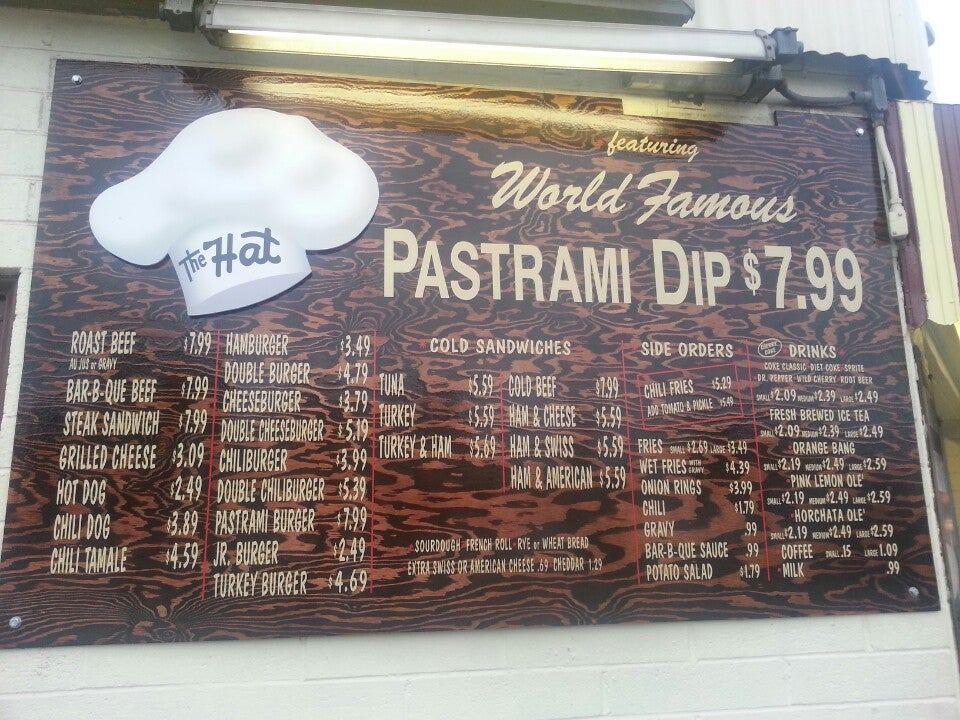 The Hat
featuring
World Famous
PASTRAMI DIP $7.99
ROAST BEEF $7.99
AU JUS or GRAVY
BAR-B-QUE BEEF $7.99
STEAK SANDWICH $7.99
GRILLED CHEESE $3.09
HOT DOG $2.49
CHILI DOG $3.89
CHILI TAMALE $4.59
HAMBURGER $3.49
DOUBLE BURGER $4.79
CHEESEBURGER $3.79
DOUBLE CHEESEBURGER $5.19
CHILIBURGER $3.99
DOUBLE CHILIBURGER $5.39
PASTRAMI BURGER $7.99
JR. BURGER $2.49
TURKEY BURGER $4.69
COLD SANDWICHES
TUNA $5.59
TURKEY $5.59
TURKEY & HAM $5.69
COLD BEEF $7.99
HAM & CHEESE $5.59
HAM & SWISS $5.59
HAM & AMERICAN $5.59
SOURDOUGH FRENCH ROLL - RYE or WHEAT BREAD
EXTRA SWISS OR AMERICAN CHEESE .69 CHEDDAR 1.29
SIDE ORDERS
CHILI FRIES $5.29
ADD TOMATO & PICKLE $5.49
FRIES SMALL $2.69 LARGE $3.49
WET FRIES WITH GRAVY $4.39
ONION RINGS $3.99
CHILI $1.79
GRAVY .99
BAR-B-QUE SAUCE .99
POTATO SALAD $1.79
DRINKS
COKE CLASSIC · DIET COKE · SPRITE
DR. PEPPER · WILD CHERRY · ROOT BEER
SMALL $2.09 MEDIUM $2.39 LARGE $2.49
FRESH BREWED ICE TEA
SMALL $2.09 MEDIUM $2.39 LARGE $2.49
ORANGE BANG
SMALL $2.19 MEDIUM $2.49 LARGE $2.59
PINK LEMON OLE'
SMALL $2.19 MEDIUM $2.49 LARGE $2.59
HORCHATA OLE'
SMALL $2.19 MEDIUM $2.49 LARGE $2.59
COFFEE SMALL .15 LARGE 1.09
MILK .99